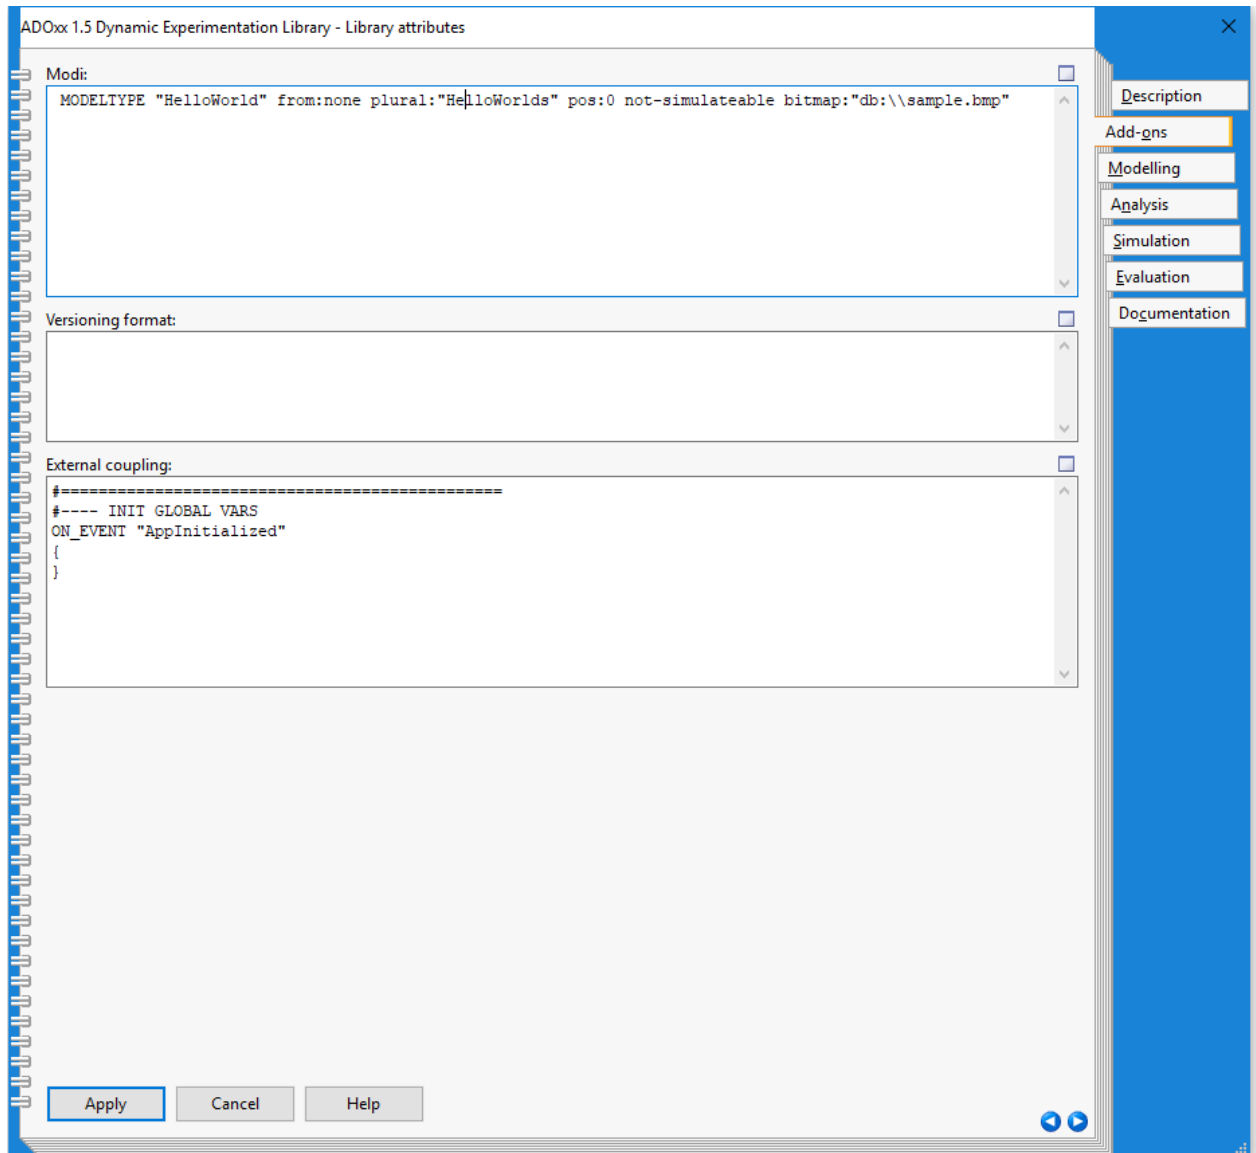 ADOxx 1.5 Dynamic Experimentation Library - Library attributes
Modi:
MODELTYPE "HelloWorld" from:none plural:"HelloWorlds" pos:0 not-simulateable bitmap:"db:\\sample.bmp"
Versioning format:
External coupling:
#===============================================
#---- INIT GLOBAL VARS
ON_EVENT "AppInitialized"
{
}
Apply
Cancel
Help
Description
Add-ons
Modelling
Analysis
Simulation
Evaluation
Documentation